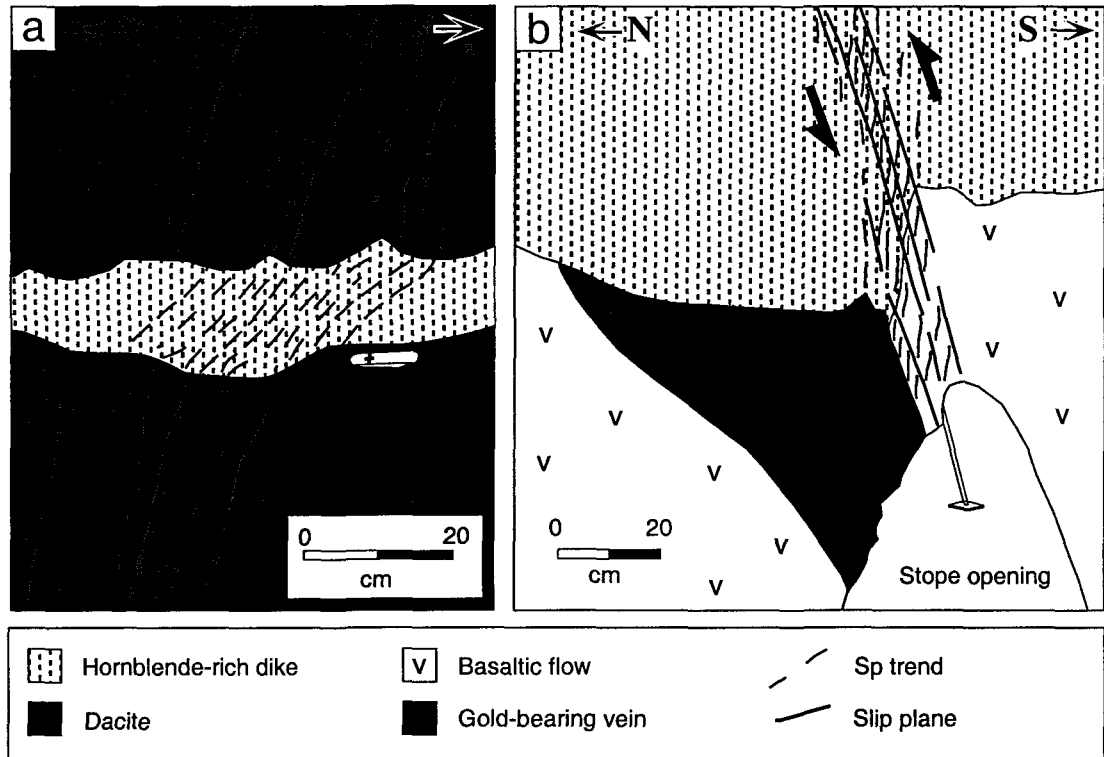 a
b
N
S
0 20
cm
0 20
cm
v
v
v
v
v
v
v
v
v
Stope opening
Hornblende-rich dike
v Basaltic flow
Sp trend
Dacite
Gold-bearing vein
Slip plane